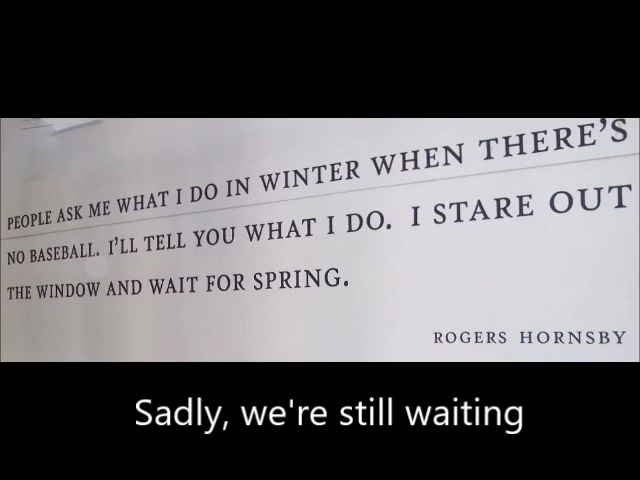 PEOPLE ASK ME WHAT I DO IN WINTER WHEN THERE'S
NO BASEBALL. I'LL TELL YOU WHAT I DO. I STARE OUT
THE WINDOW AND WAIT FOR SPRING.
ROGERS HORNSBY
Sadly, we're still waiting